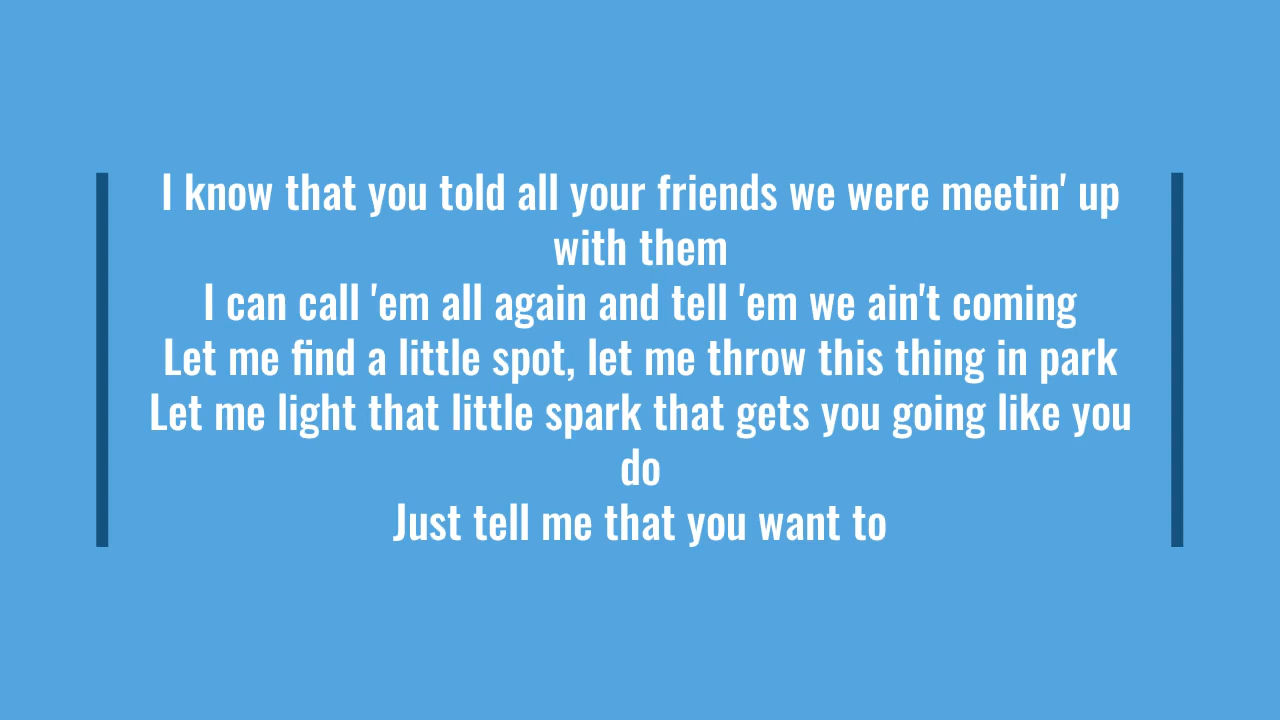 I know that you told all your friends we were meetin' up
with them
I can call 'em all again and tell 'em we ain't coming
Let me find a little spot, let me throw this thing in park
Let me light that little spark that gets you going like you
do
Just tell me that you want to